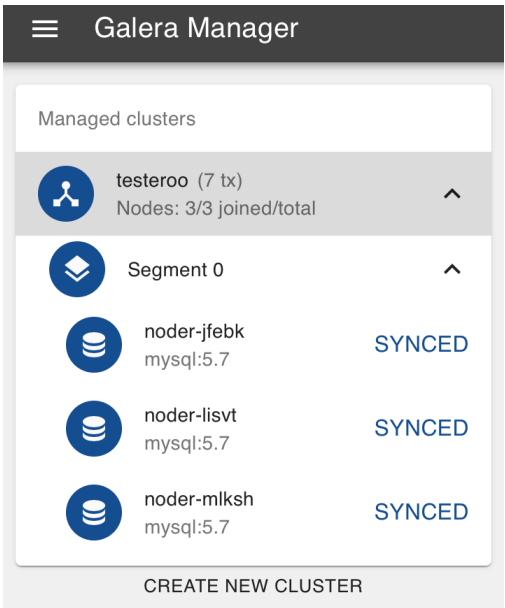 Galera Manager
Managed clusters
testeroo (7 tx)
Nodes: 3/3 joined/total
Segment 0
noder-jfebk
mysql:5.7
SYNCED
noder-lisvt
mysql:5.7
SYNCED
noder-mlksh
mysql:5.7
SYNCED
CREATE NEW CLUSTER